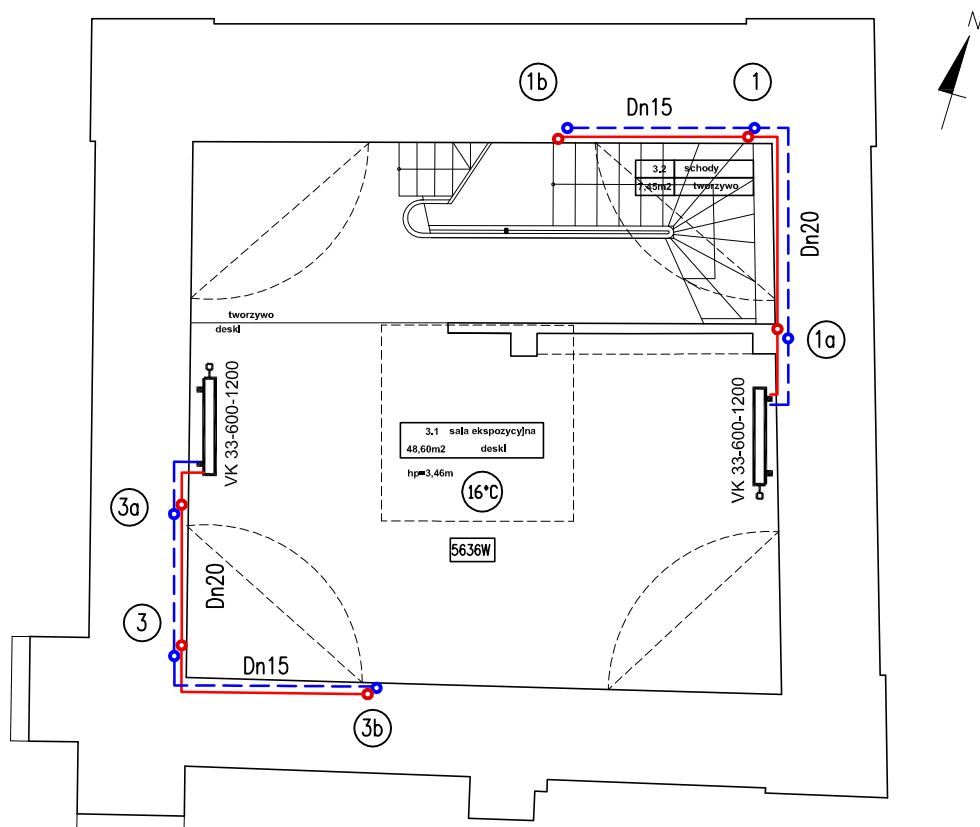 N
1b
1
Dn15
3.2 schody
7,45m2 tworzywo
Dn20
tworzywo
deski
1a
VK 33-600-1200
VK 33-600-1200
3.1 sala ekspozycyjna
48,60m2 deski
hp=3,46m
16°C
3a
5636W
Dn20
3
Dn15
3b